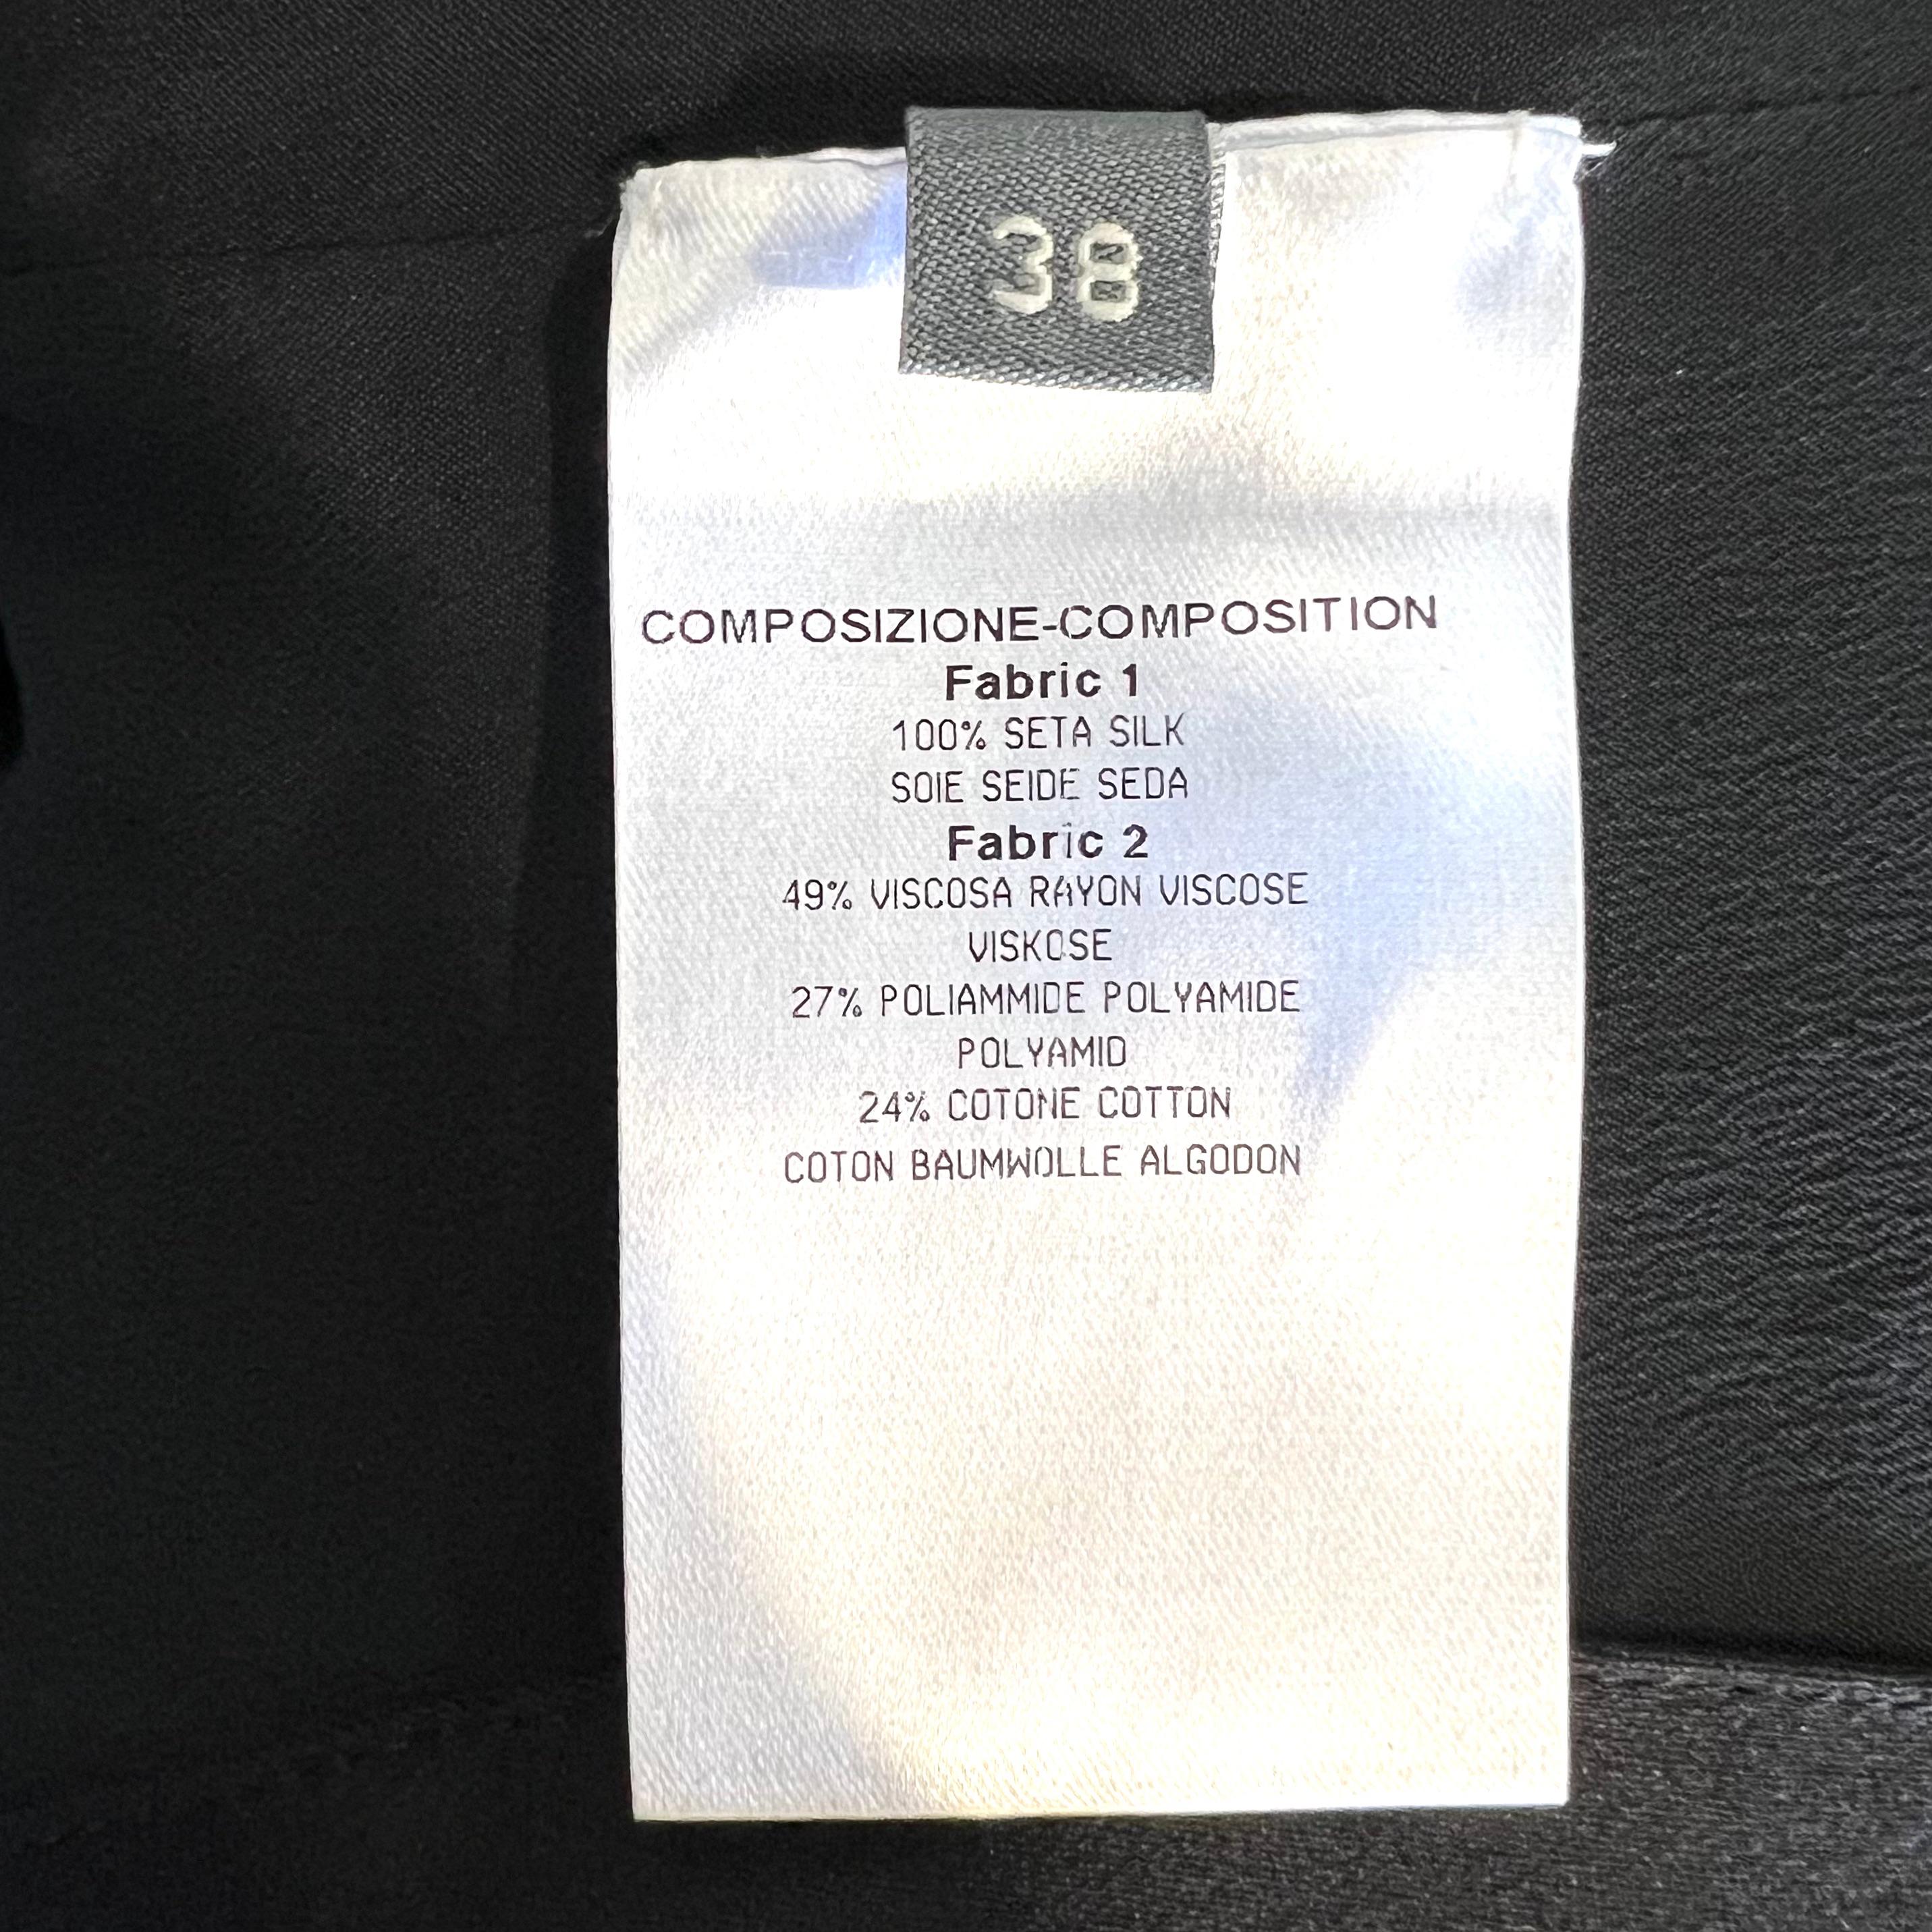 38
COMPOSIZIONE-COMPOSITION
Fabric 1
100% SETA SILK
SOIE SEIDE SEDA
Fabric 2
49% VISCOSA RAYON VISCOSE
VISKOSE
27% POLIAMMIDE POLYAMIDE
POLYAMID
24% COTONE COTTON
COTON BAUMWOLLE ALGODON